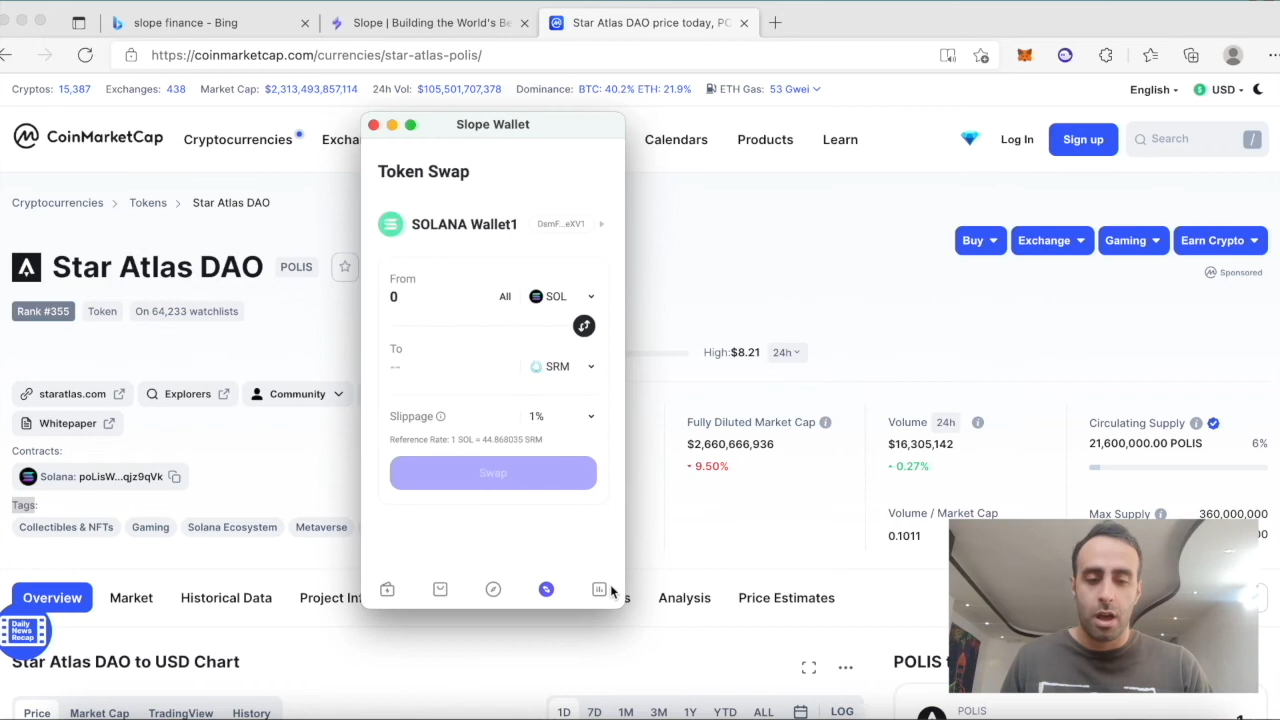 slope finance - Bing
Slope | Building the World's Be
Star Atlas DAO price today, PO
https://coinmarketcap.com/currencies/star-atlas-polis/
Cryptos: 15,387 Exchanges: 438 Market Cap: $2,313,493,857,114 24h Vol: $105,501,707,378 Dominance: BTC: 40.2% ETH: 21.9% ETH Gas: 53 Gwei
English USD
CoinMarketCap Cryptocurrencies Excha Calendars Products Learn Log In Sign up Search /
Cryptocurrencies > Tokens > Star Atlas DAO
Star Atlas DAO POLIS
Buy Exchange Gaming Earn Crypto
Sponsored
Rank #355 Token On 64,233 watchlists
High:$8.21 24h
staratlas.com Explorers Community
Whitepaper
Contracts:
Solana: poLisW...qjz9qVk
Tags:
Collectibles & NFTs Gaming Solana Ecosystem Metaverse
Fully Diluted Market Cap
$2,660,666,936
9.50%
Volume 24h
$16,305,142
0.27%
Volume / Market Cap
0.1011
Circulating Supply
21,600,000.00 POLIS 6%
Max Supply 360,000,000
00
Slope Wallet
Token Swap
SOLANA Wallet1 DsmF...eXV1
From
0 All SOL
To
-- SRM
Slippage 1%
Reference Rate: 1 SOL = 44.868035 SRM
Swap
Overview Market Historical Data Project Inf s Analysis Price Estimates
Daily
News
Recap
Star Atlas DAO to USD Chart
POLIS t
Price Market Cap TradingView History
1D 7D 1M 3M 1Y YTD ALL LOG
POLIS